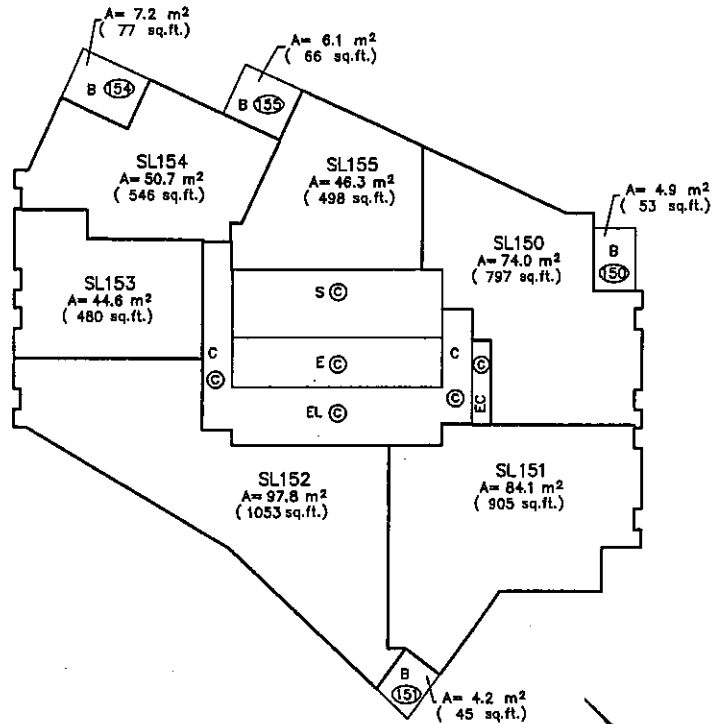 A= 7.2 m²
( 77 sq.ft.)
A= 6.1 m²
( 66 sq.ft.)
B 154
B 155
SL154
A= 50.7 m²
( 546 sq.ft.)
SL155
A= 46.3 m²
( 498 sq.ft.)
A= 4.9 m²
( 53 sq.ft.)
SL150
A= 74.0 m²
( 797 sq.ft.)
B
150
SL153
A= 44.6 m²
( 480 sq.ft.)
S C
C
C
E C
C
C
C
EC
EL C
SL152
A= 97.8 m²
( 1053 sq.ft.)
SL151
A= 84.1 m²
( 905 sq.ft.)
B
151
A= 4.2 m²
( 45 sq.ft.)